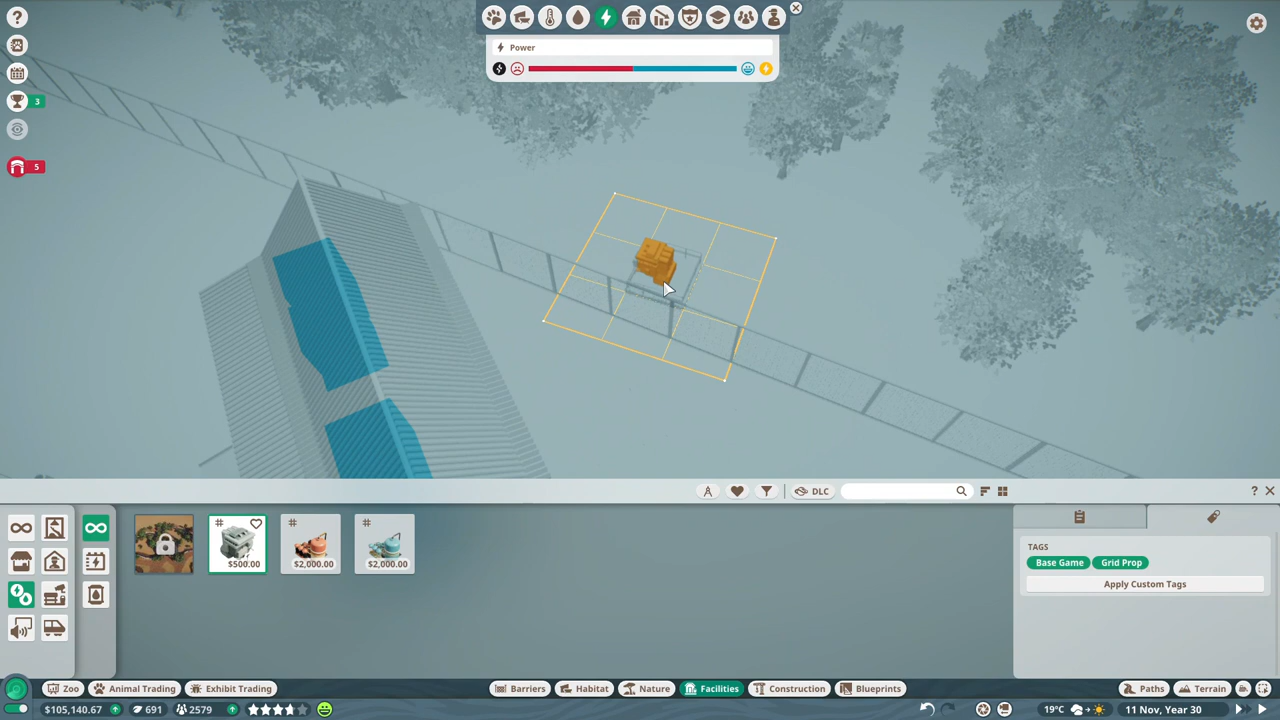 ?
3
5
Power
DLC
? 
$500.00
$2,000.00
$2,000.00
TAGS
Base Game
Grid Prop
Apply Custom Tags
Zoo
Animal Trading
Exhibit Trading
Barriers
Habitat
Nature
Facilities
Construction
Blueprints
Paths
Terrain
$105,140.67
691
2579
19°C
11 Nov, Year 30